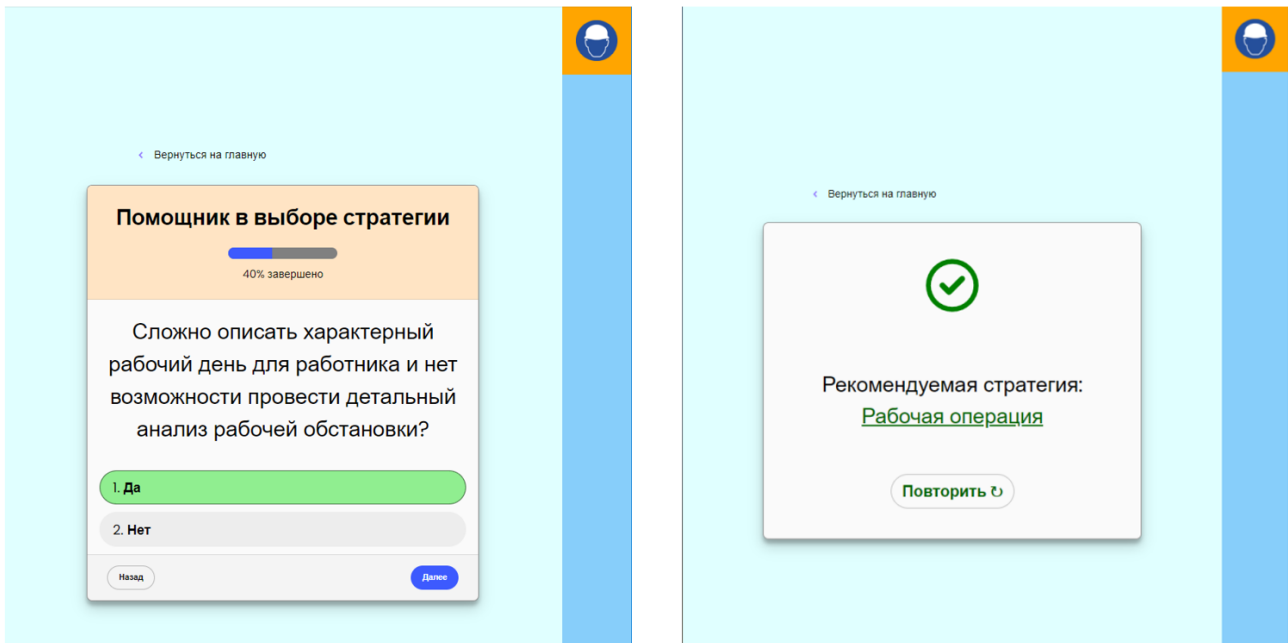 Вернуться на главную
Помощник в выборе стратегии
40% завершено
Сложно описать характерный
рабочий день для работника и нет
возможности провести детальный
анализ рабочей обстановки?
1. Да
2. Нет
Назад
Далее
Вернуться на главную
Рекомендуемая стратегия:
Рабочая операция
Повторить ↻